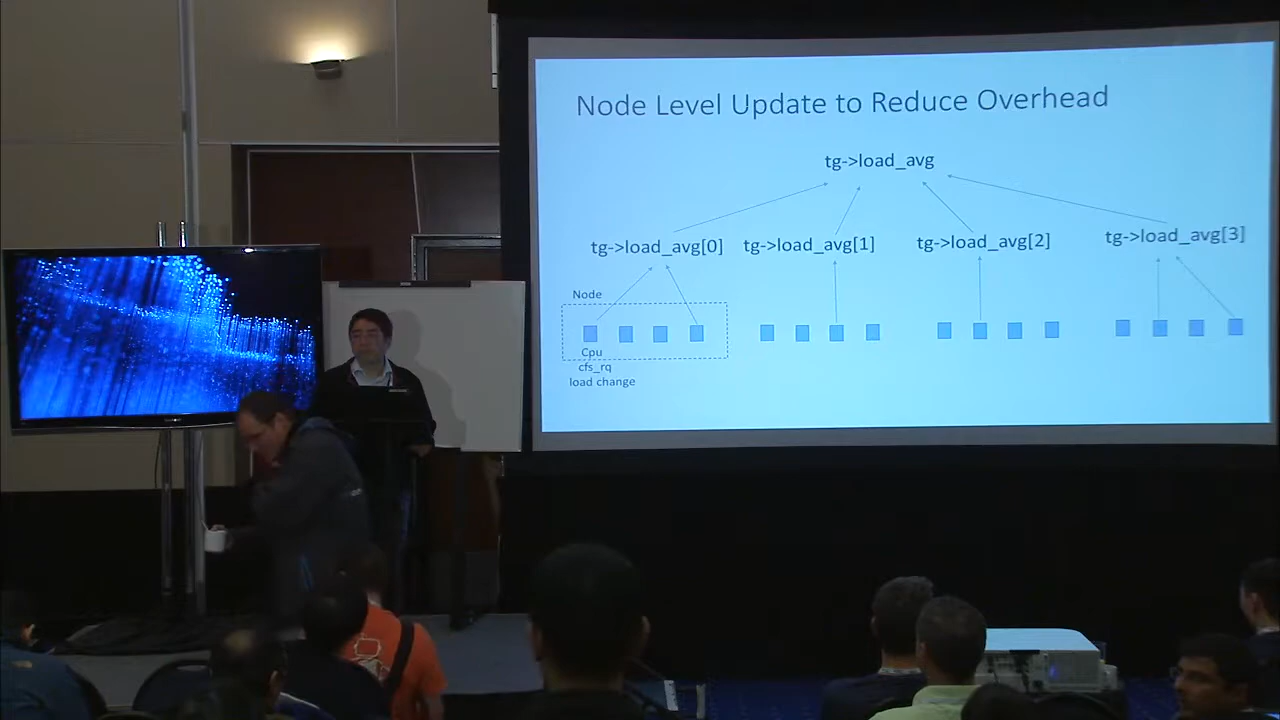 Node Level Update to Reduce Overhead
tg->load_avg
tg->load_avg[0] tg->load_avg[1] tg->load_avg[2] tg->load_avg[3]
Node
Cpu
cfs_rq
load change